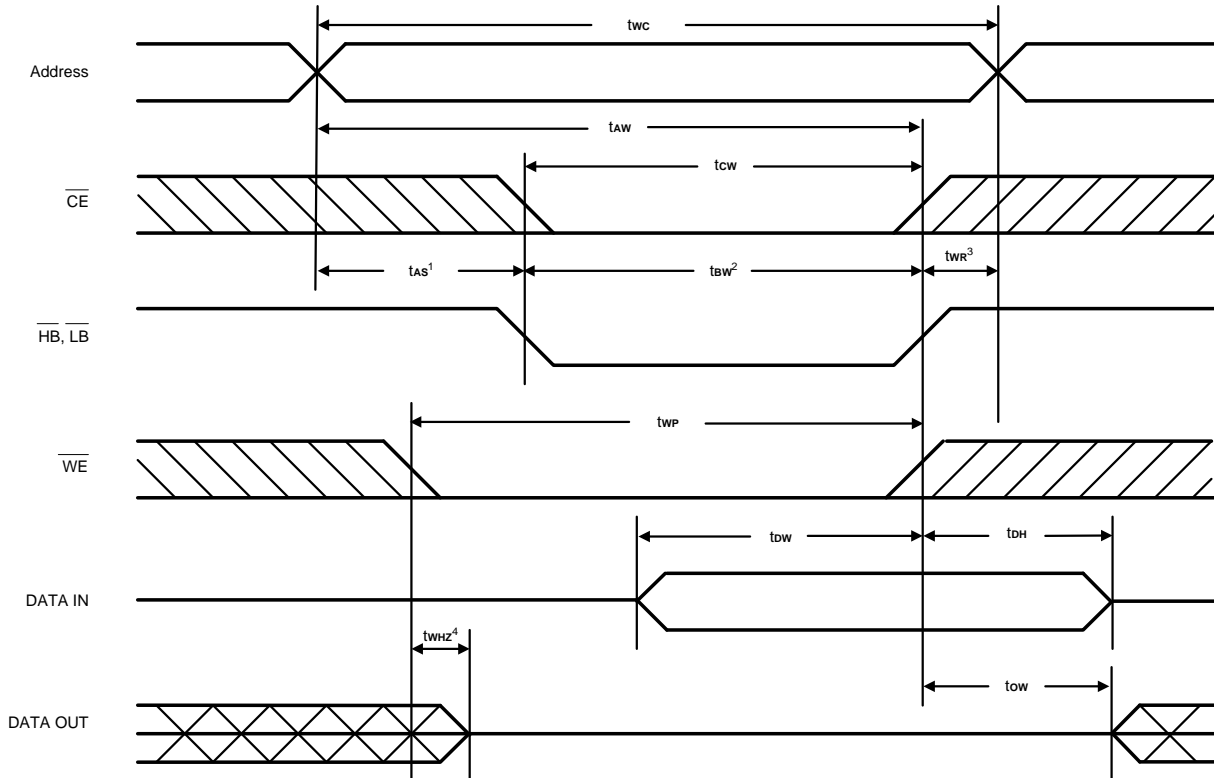 tWC
Address
tAW
tCW
CE
tAS1
tBW2
tWR3
HB, LB
tWP
WE
tDW
tDH
DATA IN
tWHZ4
tOW
DATA OUT